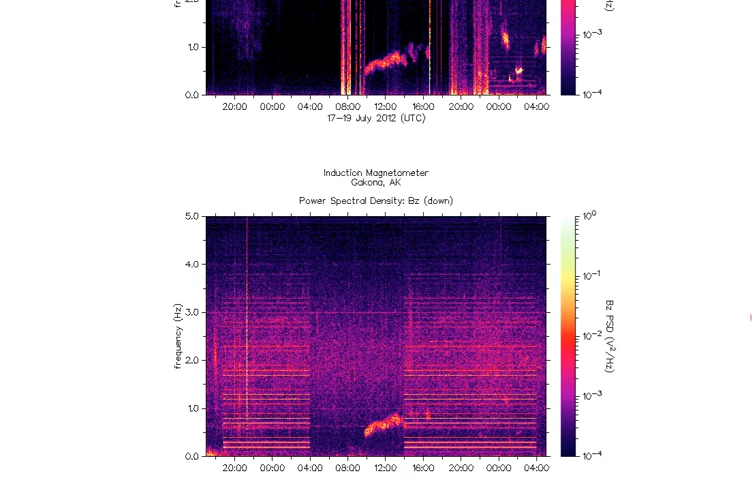 2.0
Hz)
10⁻³
1.0
0.0
10⁻⁴
20:00 00:00 04:00 08:00 12:00 16:00 20:00 00:00 04:00
17-19 July 2012 (UTC)
Induction Magnetometer
Gakona, AK
Power Spectral Density: Bz (down)
5.0
10⁰
4.0
10⁻¹
3.0
frequency (Hz)
Bz PSD (V²/Hz)
10⁻²
2.0
10⁻³
1.0
0.0
10⁻⁴
20:00 00:00 04:00 08:00 12:00 16:00 20:00 00:00 04:00